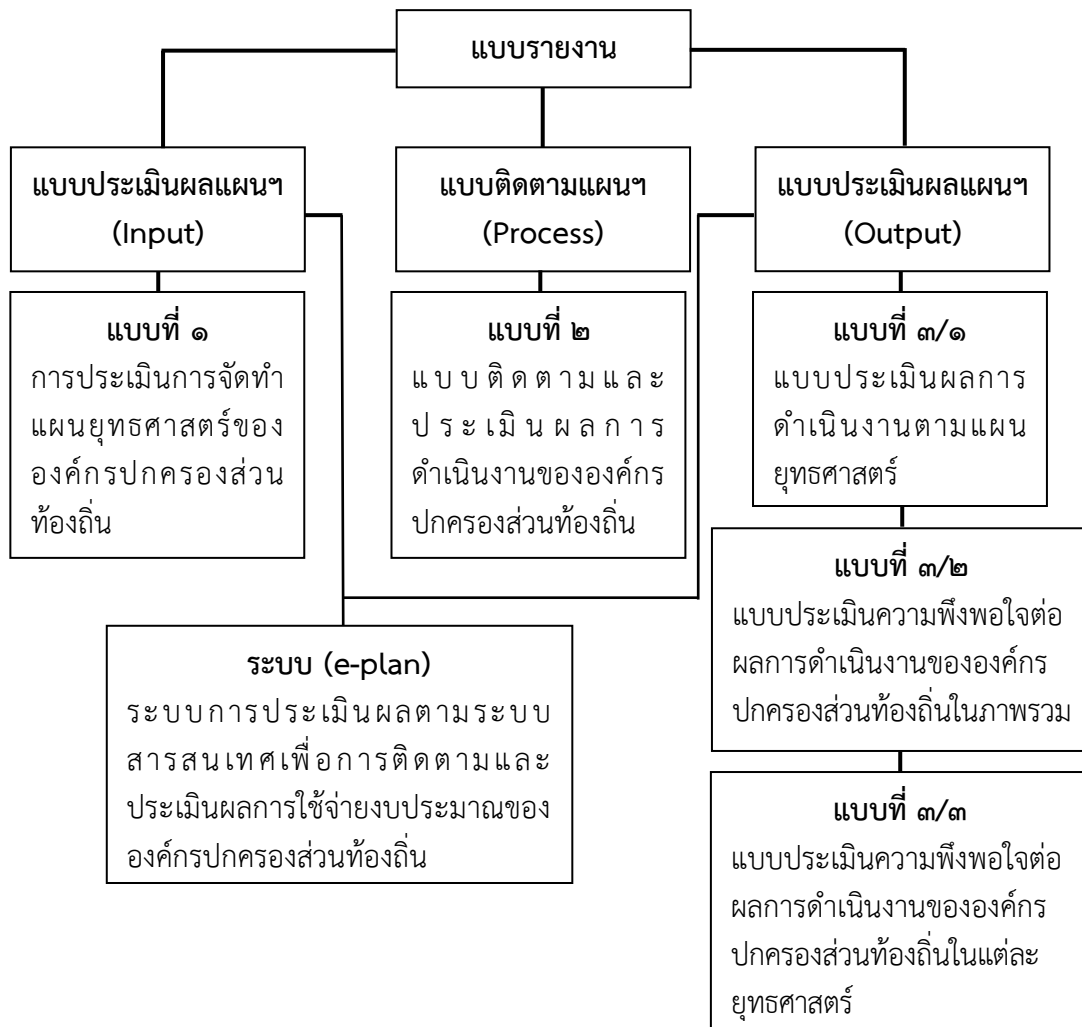 แบบรายงาน
แบบประเมินผลแผนฯ
(Input)
แบบติดตามแผนฯ
(Process)
แบบประเมินผลแผนฯ
(Output)
แบบที่ ๑
การประเมินการจัดทำ
แผนยุทธศาสตร์ของ
องค์กรปกครองส่วน
ท้องถิ่น
แบบที่ ๒
แบบติดตามและ
ประเมินผลการ
ดำเนินงานขององค์กร
ปกครองส่วนท้องถิ่น
แบบที่ ๓/๑
แบบประเมินผลการ
ดำเนินงานตามแผน
ยุทธศาสตร์
แบบที่ ๓/๒
แบบประเมินความพึงพอใจต่อ
ผลการดำเนินงานขององค์กร
ปกครองส่วนท้องถิ่นในภาพรวม
ระบบ (e-plan)
ระบบการประเมินผลตามระบบ
สารสนเทศเพื่อการติดตามและ
ประเมินผลการใช้จ่ายงบประมาณของ
องค์กรปกครองส่วนท้องถิ่น
แบบที่ ๓/๓
แบบประเมินความพึงพอใจต่อ
ผลการดำเนินงานขององค์กร
ปกครองส่วนท้องถิ่นในแต่ละ
ยุทธศาสตร์